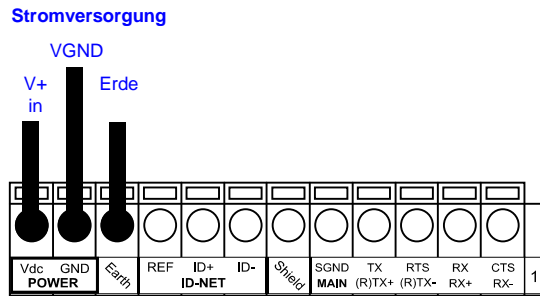 Stromversorgung
VGND
V+
in
Erde
Vdc GND Earth REF ID+ ID- Shield SGND TX RTS RX CTS
POWER ID-NET MAIN (R)TX+ (R)TX- RX+ RX- 1